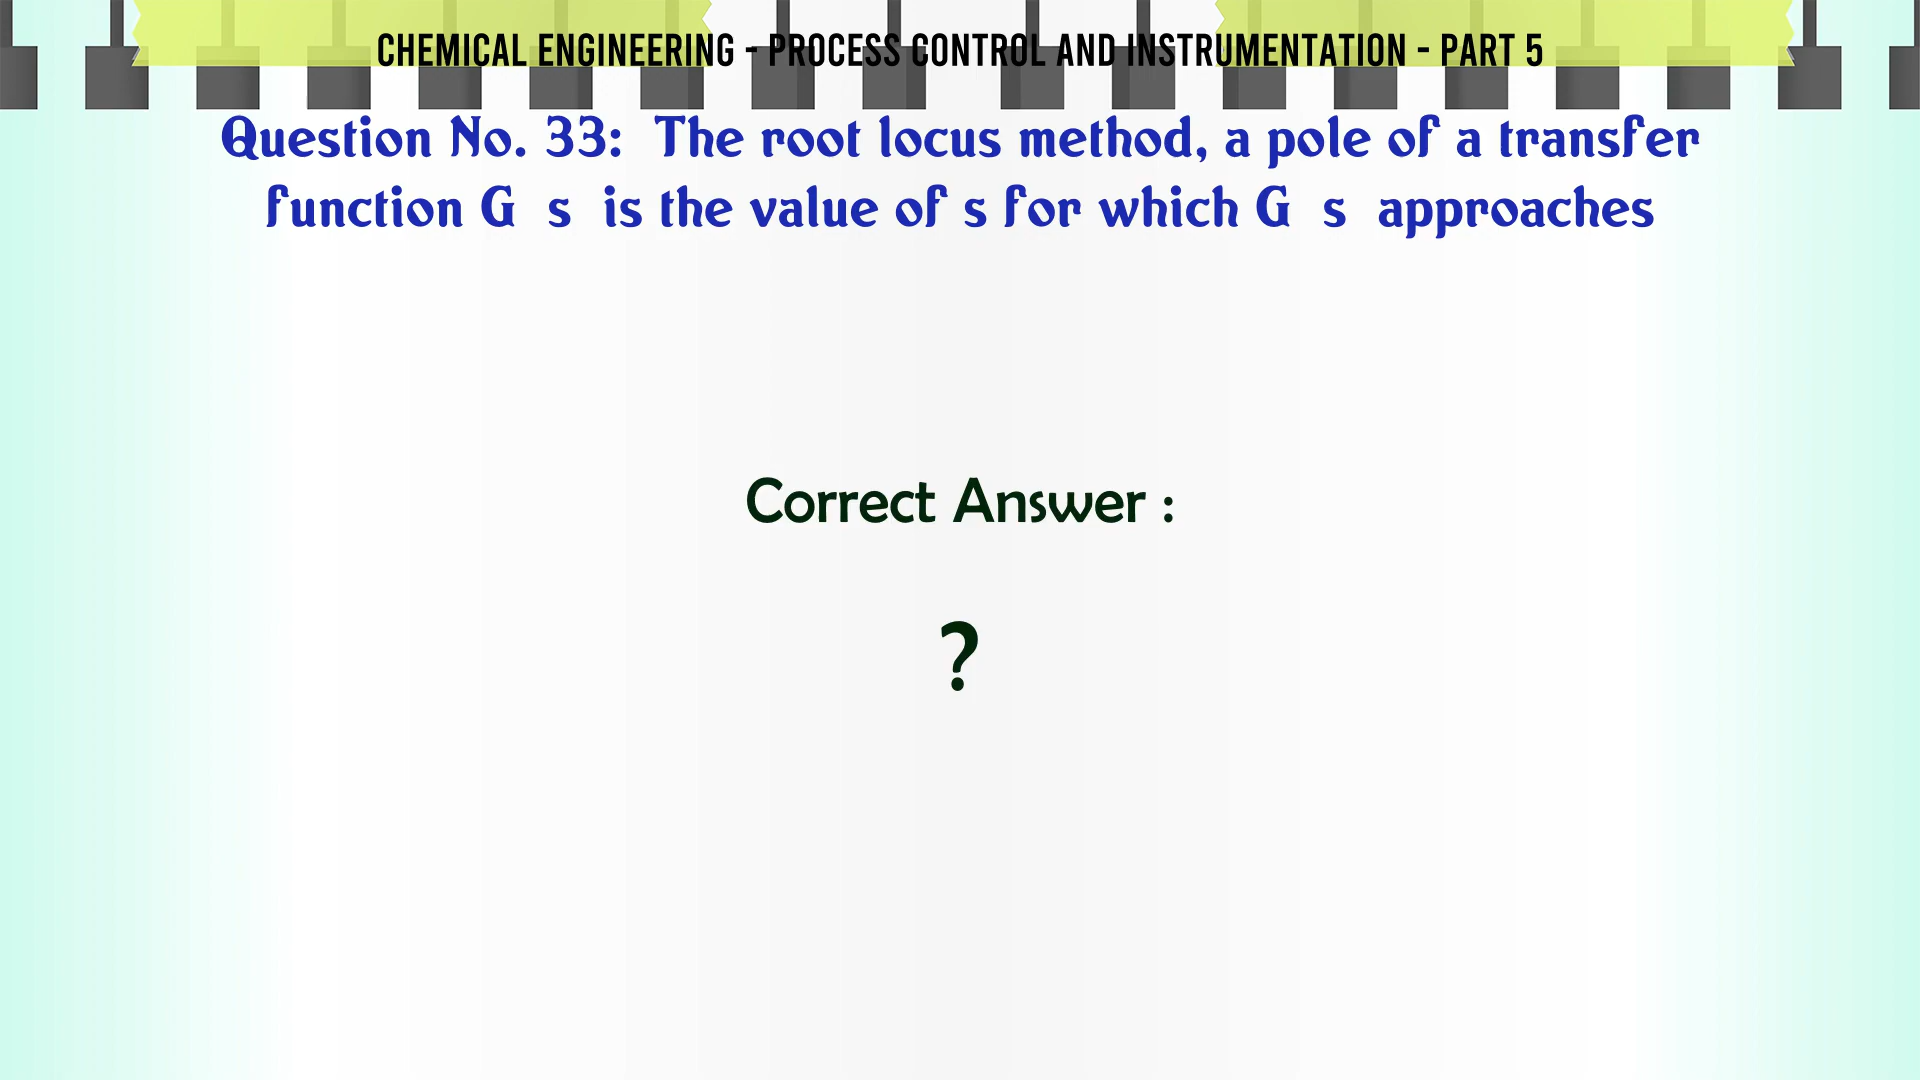 CHEMICAL ENGINEERING - PROCESS CONTROL AND INSTRUMENTATION - PART 5
Question No. 33:  The root locus method, a pole of a transfer
function G  s  is the value of s for which G  s  approaches
Correct Answer :
?